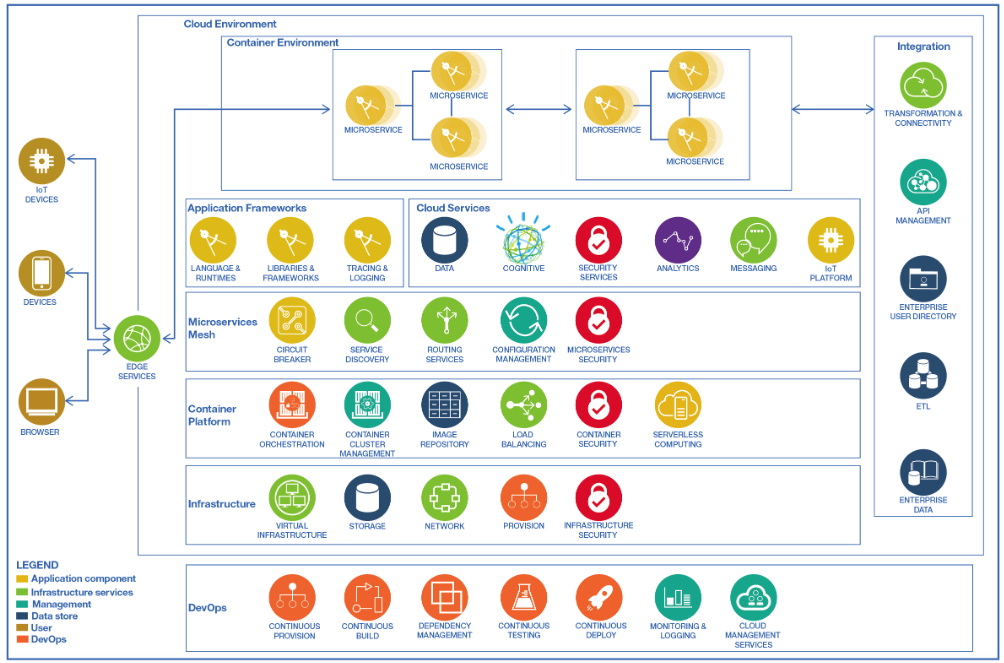 Cloud Environment
Container Environment
MICROSERVICE
MICROSERVICE
MICROSERVICE
MICROSERVICE
MICROSERVICE
MICROSERVICE
Integration
TRANSFORMATION &
CONNECTIVITY
API
MANAGEMENT
ENTERPRISE
USER DIRECTORY
ETL
ENTERPRISE
DATA
IoT
DEVICES
DEVICES
BROWSER
EDGE
SERVICES
Application Frameworks
LANGUAGE &
RUNTIMES
LIBRARIES &
FRAMEWORKS
TRACING &
LOGGING
Cloud Services
DATA
COGNITIVE
SECURITY
SERVICES
ANALYTICS
MESSAGING
IoT
PLATFORM
Microservices
Mesh
CIRCUIT
BREAKER
SERVICE
DISCOVERY
ROUTING
SERVICES
CONFIGURATION
MANAGEMENT
MICROSERVICES
SECURITY
Container
Platform
CONTAINER
ORCHESTRATION
CONTAINER
CLUSTER
MANAGEMENT
IMAGE
REPOSITORY
LOAD
BALANCING
CONTAINER
SECURITY
SERVERLESS
COMPUTING
Infrastructure
VIRTUAL
INFRASTRUCTURE
STORAGE
NETWORK
PROVISION
INFRASTRUCTURE
SECURITY
LEGEND
Application component
Infrastructure services
Management
Data store
User
DevOps
DevOps
CONTINUOUS
PROVISION
CONTINUOUS
BUILD
DEPENDENCY
MANAGEMENT
CONTINUOUS
TESTING
CONTINUOUS
DEPLOY
MONITORING &
LOGGING
CLOUD
MANAGEMENT
SERVICES